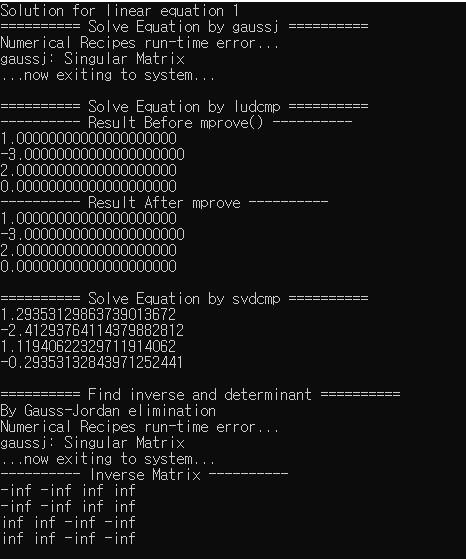 Solution for linear equation 1
========== Solve Equation by gaussj ==========
Numerical Recipes run-time error...
gaussj: Singular Matrix
...now exiting to system...
========== Solve Equation by ludcmp ==========
---------- Result Before mprove() ----------
1.00000000000000000000
-3.00000000000000000000
2.00000000000000000000
0.00000000000000000000
---------- Result After mprove ----------
1.00000000000000000000
-3.00000000000000000000
2.00000000000000000000
0.00000000000000000000
========== Solve Equation by svdcmp ==========
1.29353129863739013672
-2.41293764114379882812
1.11940622329711914062
-0.29353132843971252441
========== Find inverse and determinant ==========
By Gauss-Jordan elimination
Numerical Recipes run-time error...
gaussj: Singular Matrix
...now exiting to system...
---------- Inverse Matrix ----------
-inf -inf inf inf
-inf -inf inf inf
inf inf -inf -inf
inf inf -inf -inf